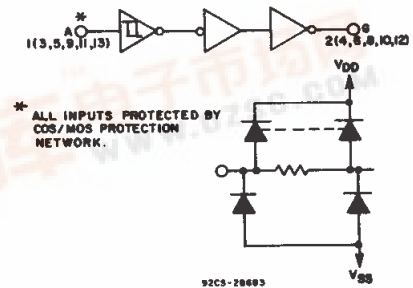 *
A
1(3,5,9,11,13)
G
2(4,6,8,10,12)
* ALL INPUTS PROTECTED BY
COS/MOS PROTECTION
NETWORK.
VDD
VSS
92CS-28683